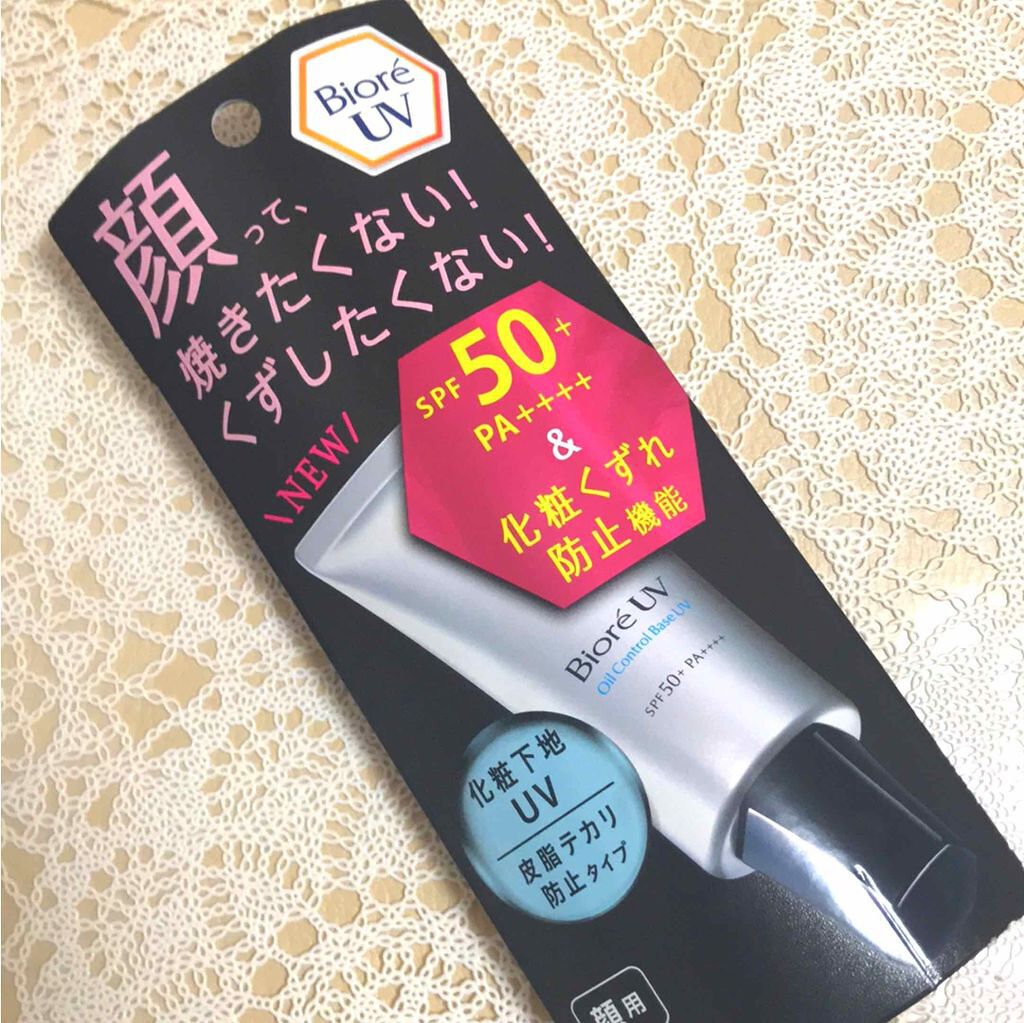 Bioré
UV
顔って、
焼きたくない!
くずしたくない!
\NEW/
SPF50+
PA++++
&
化粧くずれ
防止機能
Bioré UV
Oil Control Base UV
SPF50+ PA++++
化粧下地
UV
皮脂テカリ
防止タイプ
顔用